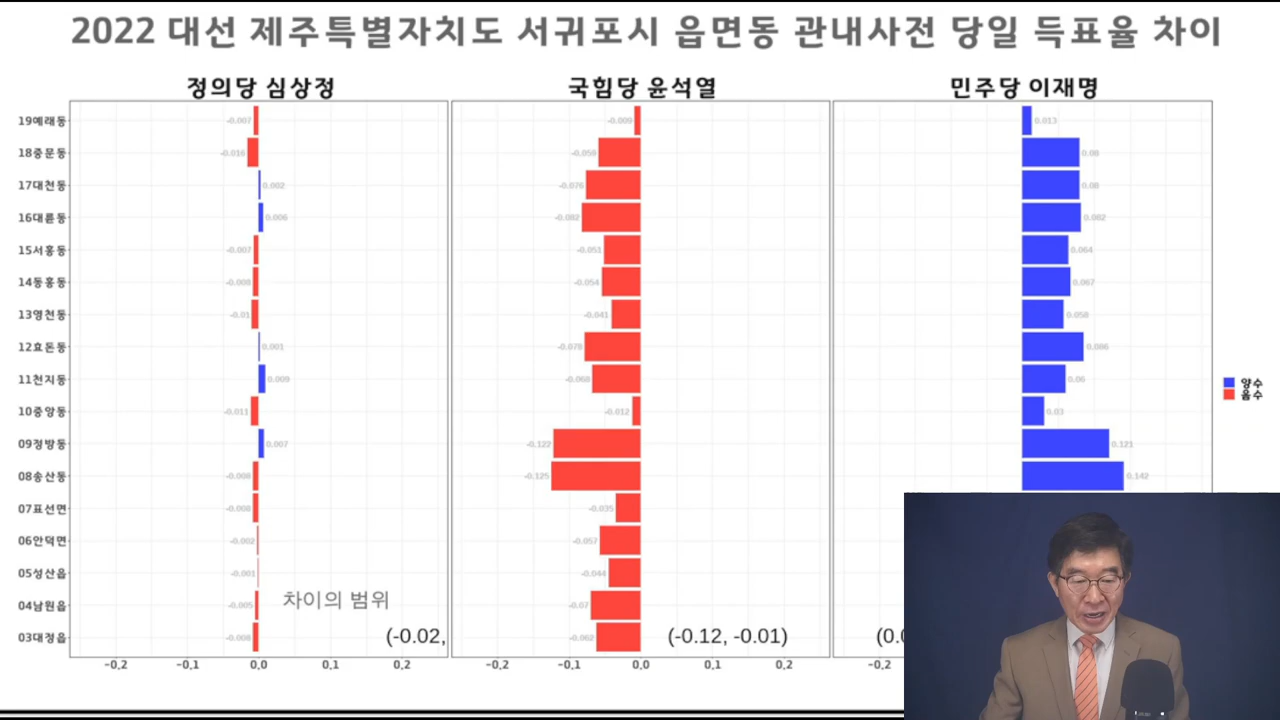 2022 대선 제주특별자치도 서귀포시 읍면동 관내사전 당일 득표율 차이
정의당 심상정 국힘당 윤석열 민주당 이재명
19예래동 -0.007 -0.009 0.013
18중문동 -0.016 -0.059 0.08
17대천동 0.002 -0.076 0.08
16대륜동 0.006 -0.082 0.082
15서홍동 -0.007 -0.051 0.064
14동홍동 -0.008 -0.054 0.067
13영천동 -0.01 -0.041 0.058
12효돈동 0.001 -0.078 0.086
11천지동 0.009 -0.068 0.06
10중앙동 -0.011 -0.012 0.03
09정방동 0.007 -0.122 0.121
08송산동 -0.008 -0.125 0.142
07표선면 -0.008 -0.035
06안덕면 -0.002 -0.057
05성산읍 -0.001 -0.044
04남원읍 -0.005 -0.07
차이의 범위
03대정읍 -0.008 -0.062
(-0.02, (-0.12, -0.01) (0.0
-0.2 -0.1 0.0 0.1 0.2 -0.2 -0.1 0.0 0.1 0.2 -0.2
양수
음수